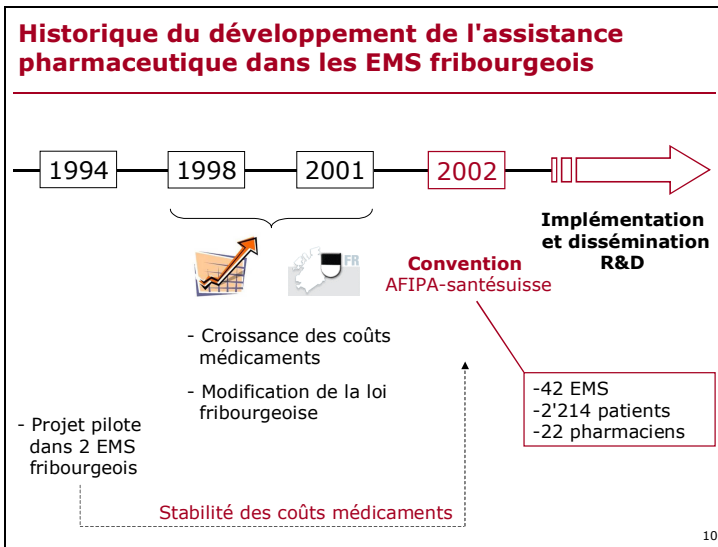 Historique du développement de l'assistance
pharmaceutique dans les EMS fribourgeois
1994
1998
2001
2002
FR
Implémentation
et dissémination
R&D
Convention
AFIPA-santésuisse
- Croissance des coûts
médicaments
- Modification de la loi
fribourgeoise
-42 EMS
-2'214 patients
-22 pharmaciens
- Projet pilote
dans 2 EMS
fribourgeois
Stabilité des coûts médicaments
10